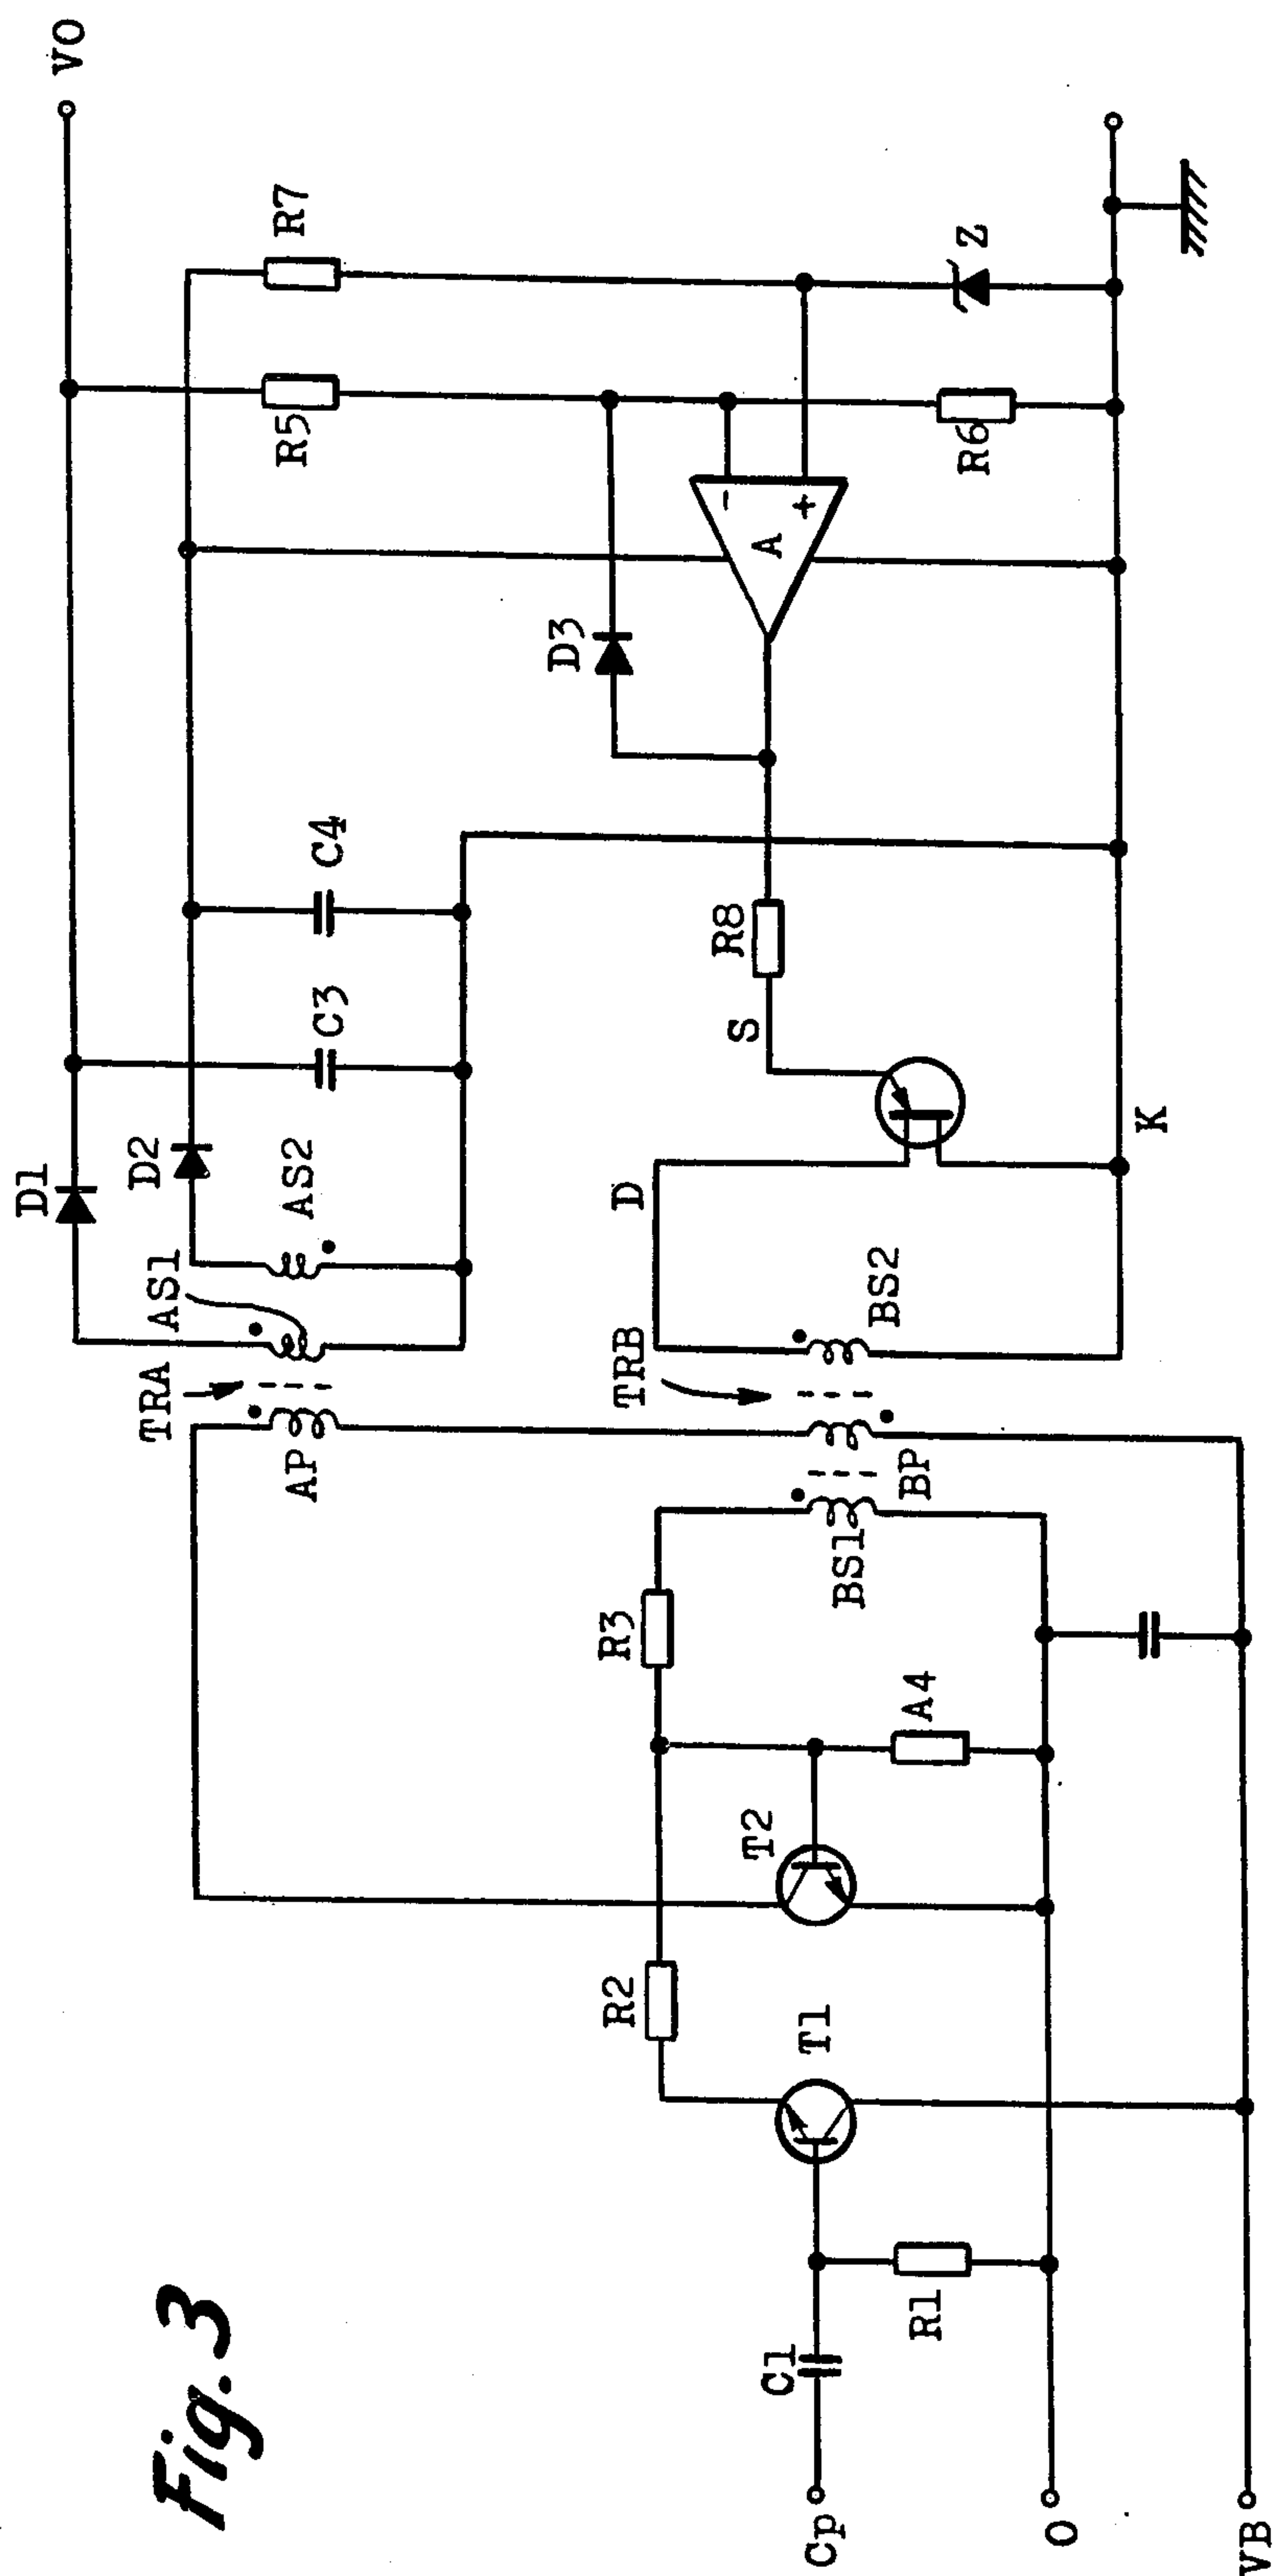 Fig. 3
VO
D1
D2
AS1
AS2
TRA
AP
C3
C4
R5
R7
D3
A
-
+
R6
Z
R8
S
D
K
TRB
BS2
BP
BS1
R3
A4
T2
R2
T1
C1
R1
Cp
O
VB